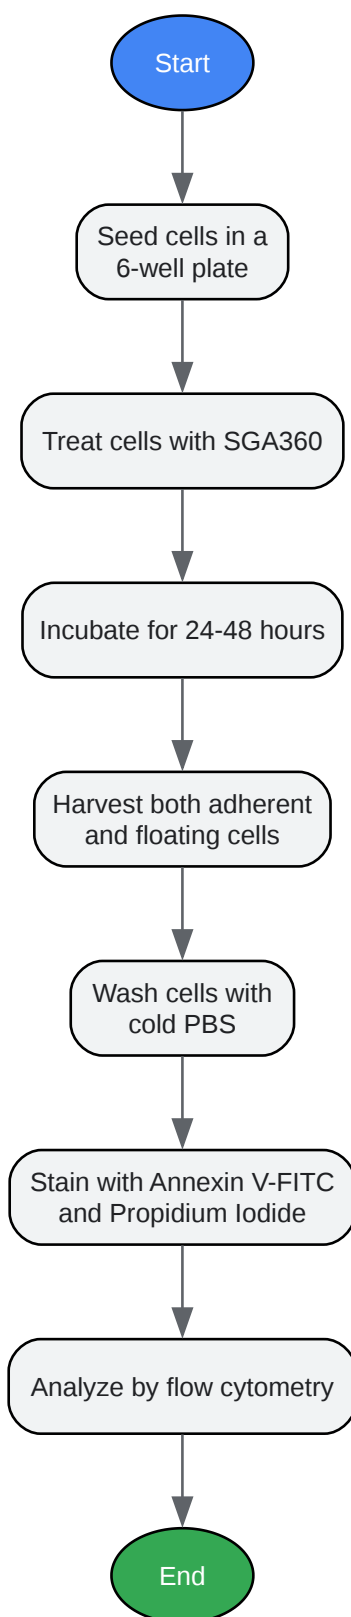 Start
Seed cells in a
6-well plate
Treat cells with SGA360
Incubate for 24-48 hours
Harvest both adherent
and floating cells
Wash cells with
cold PBS
Stain with Annexin V-FITC
and Propidium Iodide
Analyze by flow cytometry
End